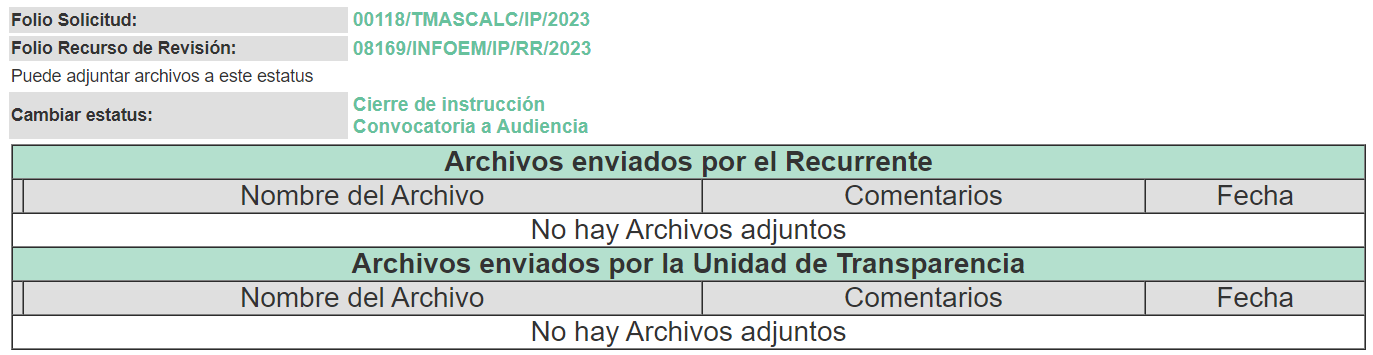 Folio Solicitud: 00118/TMASCALC/IP/2023
Folio Recurso de Revisión: 08169/INFOEM/IP/RR/2023
Puede adjuntar archivos a este estatus
Cambiar estatus: Cierre de instrucción
Convocatoria a Audiencia
Archivos enviados por el Recurrente
Nombre del Archivo Comentarios Fecha
No hay Archivos adjuntos
Archivos enviados por la Unidad de Transparencia
Nombre del Archivo Comentarios Fecha
No hay Archivos adjuntos